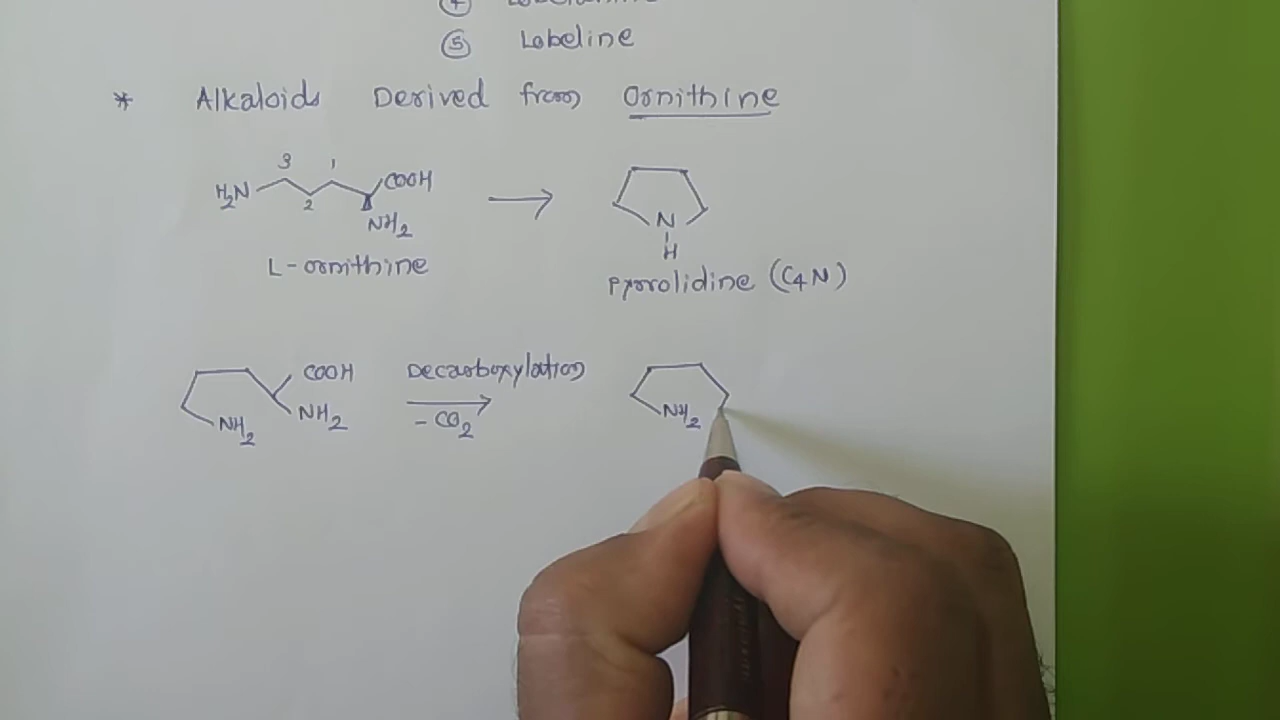 ④
⑤ Lobeline
* Alkaloids Derived from Ornithine
3 1
H2N COOH
2
NH2
N
H
L-ornithine
Pyrrolidine (C4N)
COOH Decarboxylation
NH2 NH2 - CO2 NH2